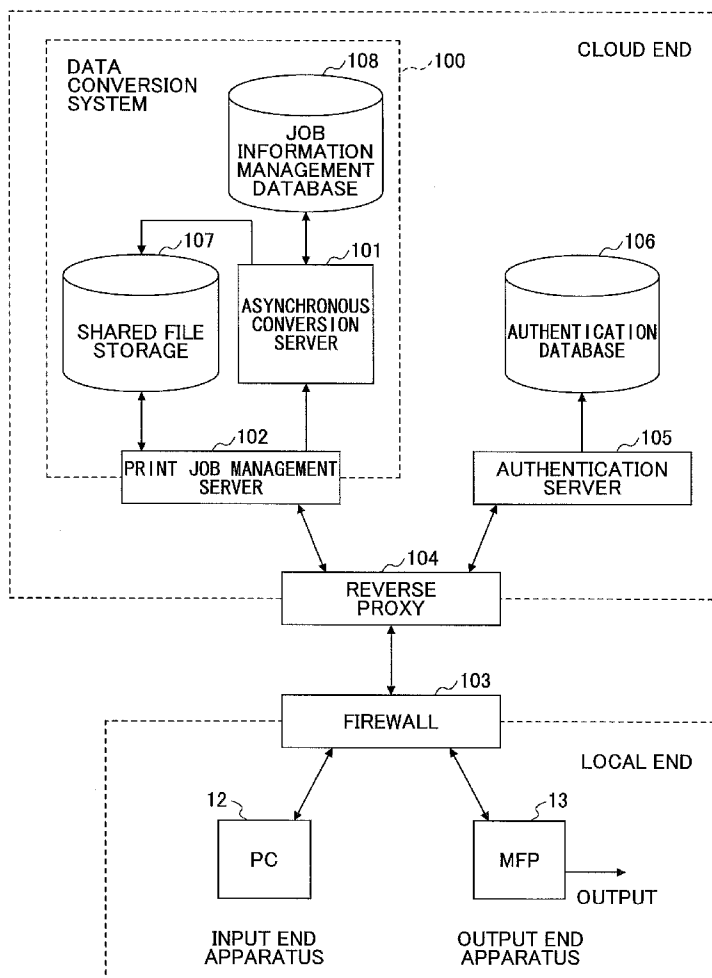 CLOUD END
DATA
CONVERSION
SYSTEM
100
108
JOB
INFORMATION
MANAGEMENT
DATABASE
107
SHARED FILE
STORAGE
101
ASYNCHRONOUS
CONVERSION
SERVER
106
AUTHENTICATION
DATABASE
102
PRINT JOB MANAGEMENT
SERVER
105
AUTHENTICATION
SERVER
104
REVERSE
PROXY
103
FIREWALL
LOCAL END
12
PC
13
MFP
OUTPUT
INPUT END
APPARATUS
OUTPUT END
APPARATUS